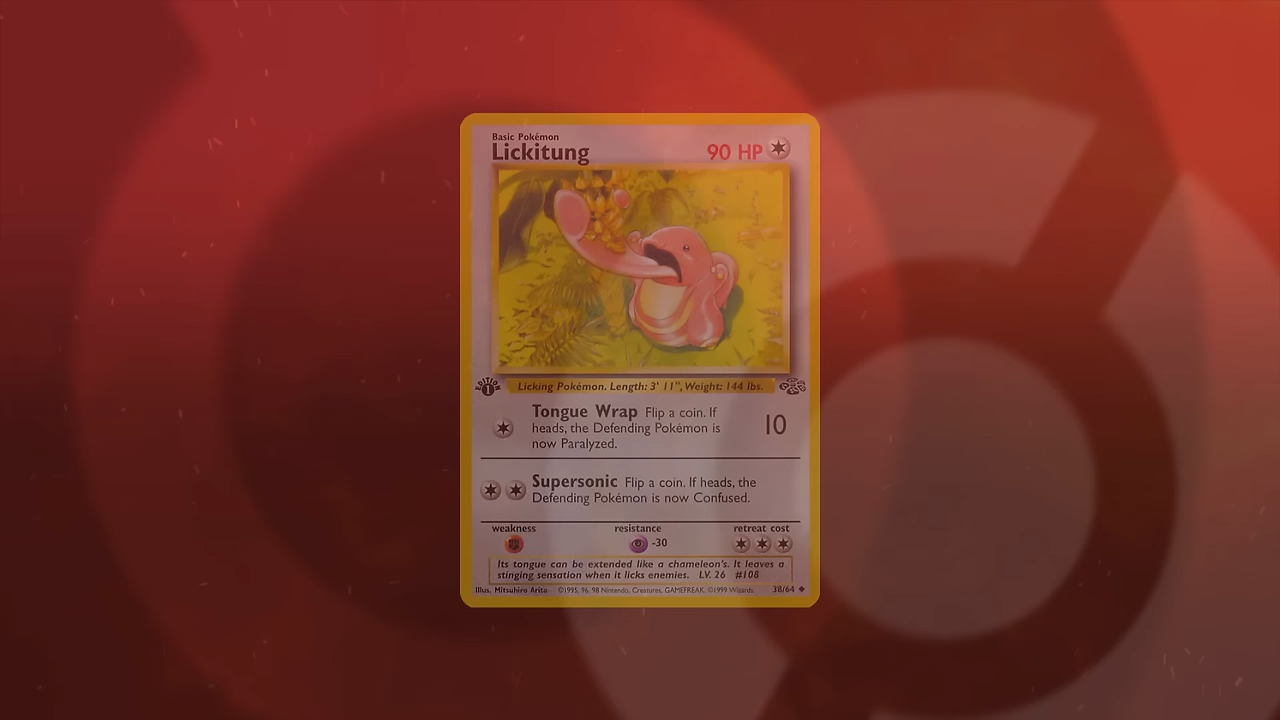 Basic Pokémon
Lickitung 90 HP
EDITION 1
Licking Pokémon. Length: 3' 11", Weight: 144 lbs.
Tongue Wrap Flip a coin. If
heads, the Defending Pokémon is
now Paralyzed.
10
Supersonic Flip a coin. If heads, the
Defending Pokémon is now Confused.
weakness resistance retreat cost
-30
Its tongue can be extended like a chameleon's. It leaves a
stinging sensation when it licks enemies. LV. 26 #108
Illus. Mitsuhiro Arita ©1995, 96, 98 Nintendo, Creatures, GAMEFREAK. ©1999 Wizards. 38/64